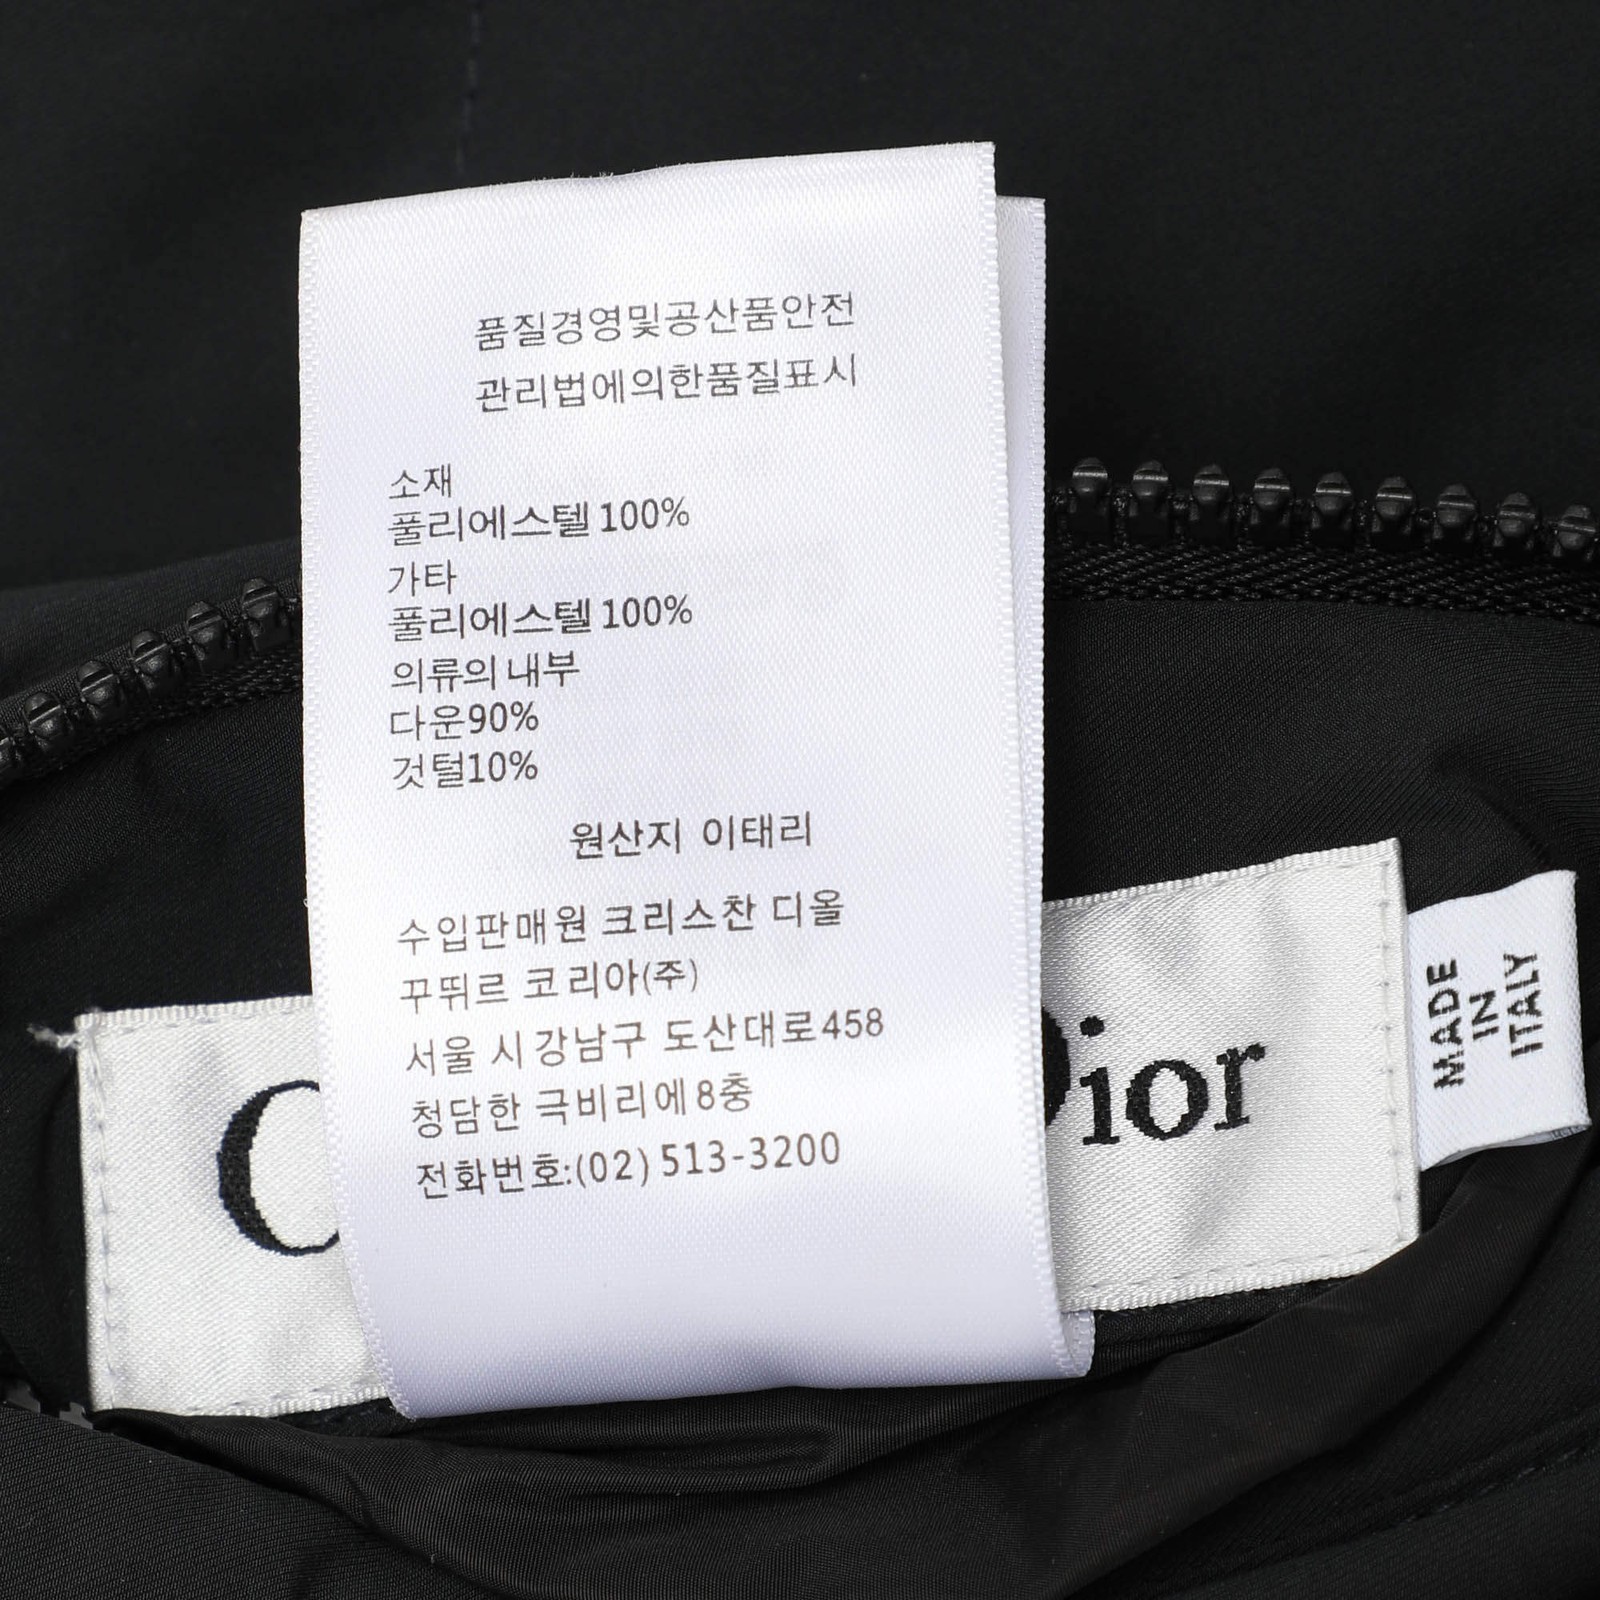 품질경영및공산품안전
관리법에의한품질표시
소재
풀리에스텔 100%
가타
풀리에스텔 100%
의류의 내부
다운90%
것털10%
원산지 이태리
수입판매원 크리스찬 디올
꾸뛰르 코리아(주)
서울 시 강남구 도산대로458
청담한 극비리에 8충
전화번호:(02) 513-3200
Dior
MADE
IN
ITALY